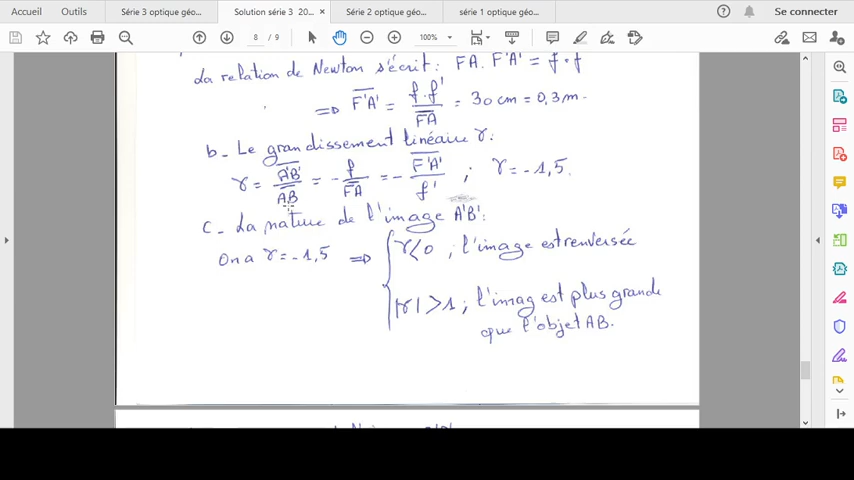 Accueil Outils Série 3 optique géo... Solution série 3 20... × Série 2 optique géo... série 1 optique géo... Se connecter
8 / 9 100%
La relation de Newton s'écrit : FA . F'A' = f . f'
=> F'A' = f.f' / FA = 30 cm = 0,3 m.
b - Le grandissement linéaire γ :
γ = A'B' / AB = - f / FA = - F'A' / f' ; γ = - 1,5.
c - La nature de l'image A'B' :
On a γ = - 1,5 => { γ < 0 ; l'image est renversée
|γ| > 1 ; l'imag est plus grande
que l'objet AB.